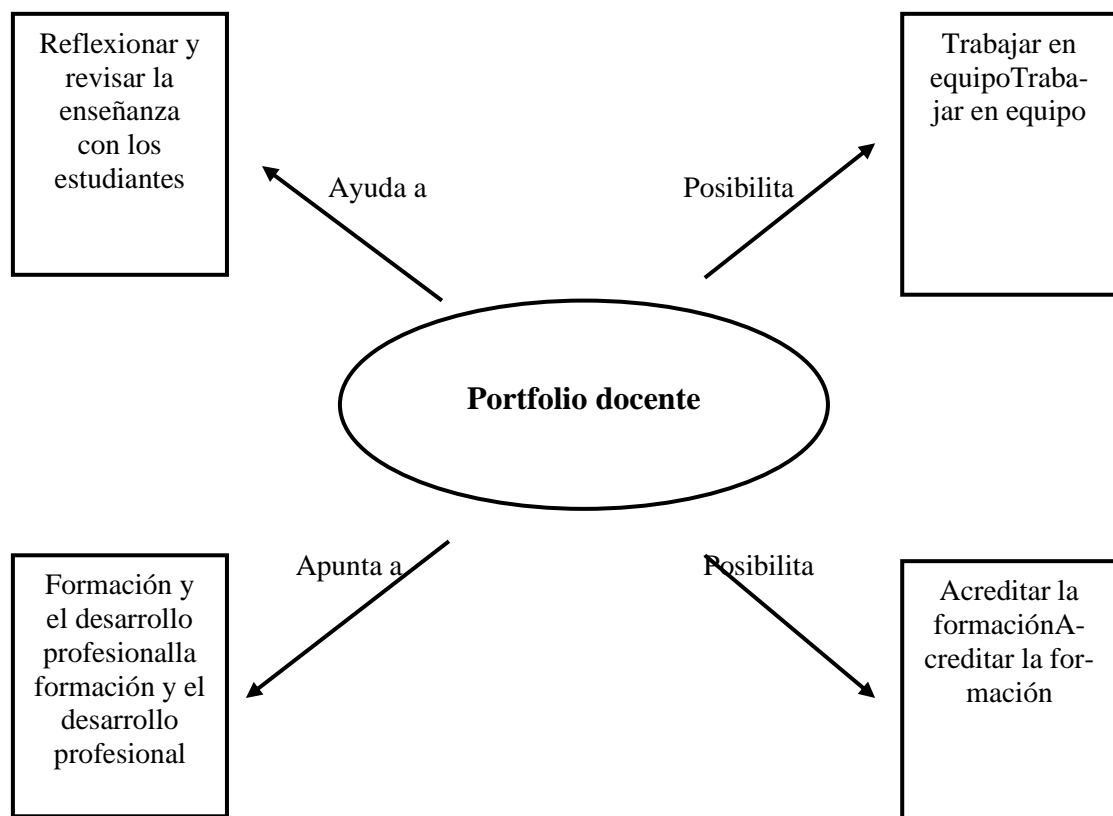 Reflexionar y
revisar la
enseñanza
con los
estudiantes
Trabajar en
equipoTraba-
jar en equipo
Ayuda a
Posibilita
Portfolio docente
Apunta a
Posibilita
Formación y
el desarrollo
profesionalla
formación y el
desarrollo
profesional
Acreditar la
formaciónA-
creditar la for-
mación